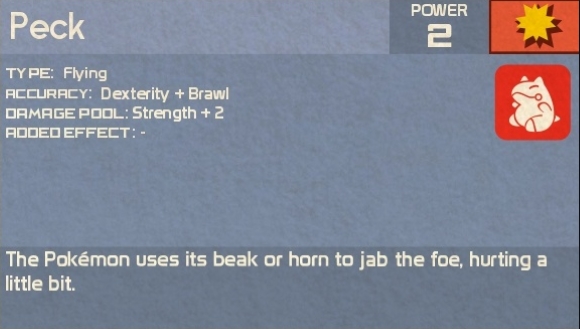 Peck
POWER
2
TYPE: Flying
ACCURACY: Dexterity + Brawl
DAMAGE POOL: Strength + 2
ADDED EFFECT: -
The Pokémon uses its beak or horn to jab the foe, hurting a
little bit.